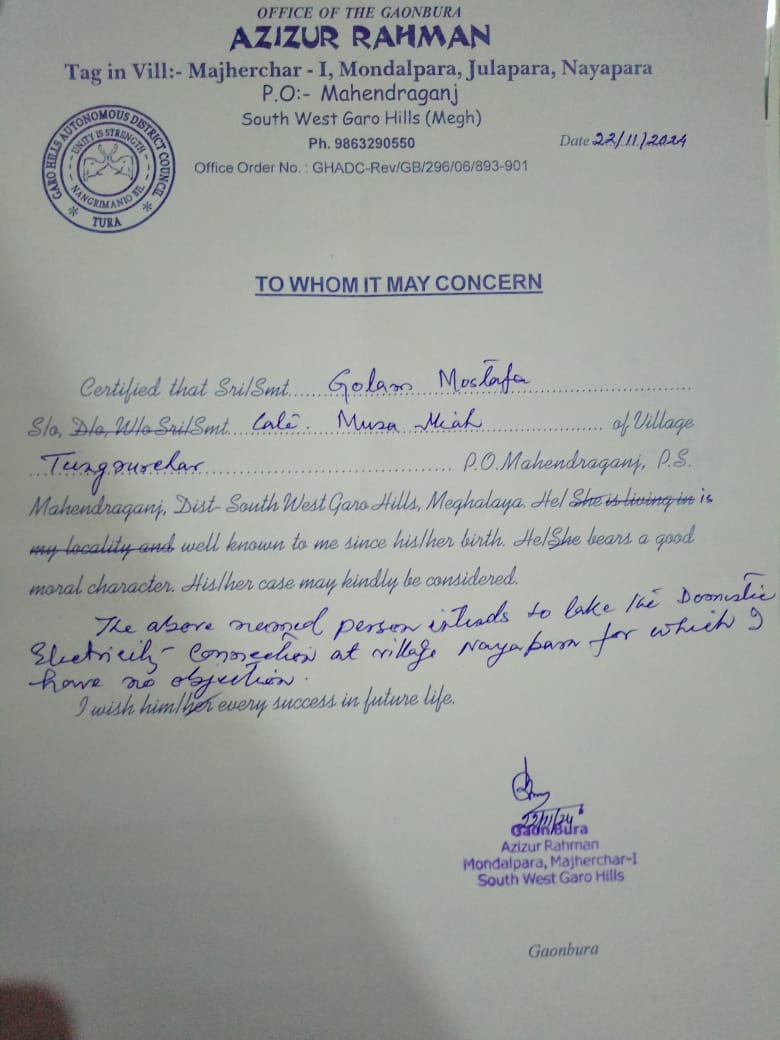 OFFICE OF THE GAONBURA
AZIZUR RAHMAN
Tag in Vill:- Majherchar - I, Mondalpara, Julapara, Nayapara
P.O:- Mahendraganj
South West Garo Hills (Megh)
Ph. 9863290550
Date 22/11/2024
Office Order No. : GHADC-Rev/GB/296/06/893-901
GARO HILLS AUTONOMOUS DISTRICT COUNCIL
UNITY IS STRENGTH
NANGRIMANIO BIL
* TURA *
TO WHOM IT MAY CONCERN
Certified that Sri/Smt....Golam Mostafa....
S/o, D/o, W/o Sri/Smt....Late. Musa Miah.... of Village
.... P.O.Mahendraganj, P.S.
Mahendraganj, Dist- South West Garo Hills, Meghalaya. He/ She is living in is
my locality and well known to me since his/her birth. He/She bears a good
moral character. His/her case may kindly be considered.
The above named person intends to take the Domestic
Electricity Connection at village Nayapara for which I
have no objection.
I wish him/her every success in future life.
22/11/24
Gaon Bura
Azizur Rahman
Mondalpara, Majherchar-I
South West Garo Hills
Gaonbura